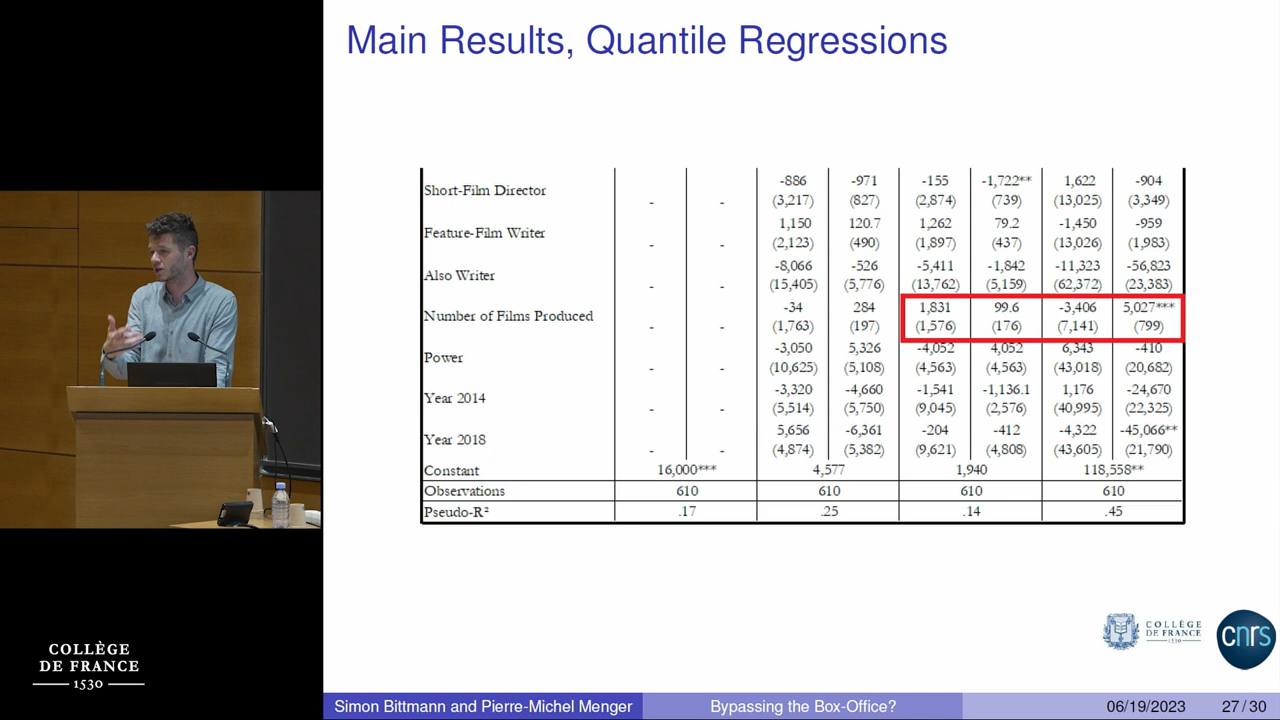 Main Results, Quantile Regressions
-886 -971 -155 -1,722** 1,622 -904
Short-Film Director - - (3,217) (827) (2,874) (739) (13,025) (3,349)
1,150 120.7 1,262 79.2 -1,450 -959
Feature-Film Writer - - (2,123) (490) (1,897) (437) (13,026) (1,983)
-8,066 -526 -5,411 -1,842 -11,323 -56,823
Also Writer - - (15,405) (5,776) (13,762) (5,159) (62,372) (23,383)
-34 284 1,831 99.6 -3,406 5,027***
Number of Films Produced - - (1,763) (197) (1,576) (176) (7,141) (799)
-3,050 5,326 -4,052 4,052 6,343 -410
Power - - (10,625) (5,108) (4,563) (4,563) (43,018) (20,682)
-3,320 -4,660 -1,541 -1,136.1 1,176 -24,670
Year 2014 - - (5,514) (5,750) (9,045) (2,576) (40,995) (22,325)
5,656 -6,361 -204 -412 -4,322 -45,066**
Year 2018 - - (4,874) (5,382) (9,621) (4,808) (43,605) (21,790)
Constant 16,000*** 4,577 1,940 118,558**
Observations 610 610 610 610
Pseudo-R² .17 .25 .14 .45
COLLÈGE
DE FRANCE
1530
COLLÈGE
DE FRANCE
1530
cnrs
Simon Bittmann and Pierre-Michel Menger Bypassing the Box-Office? 06/19/2023 27/30